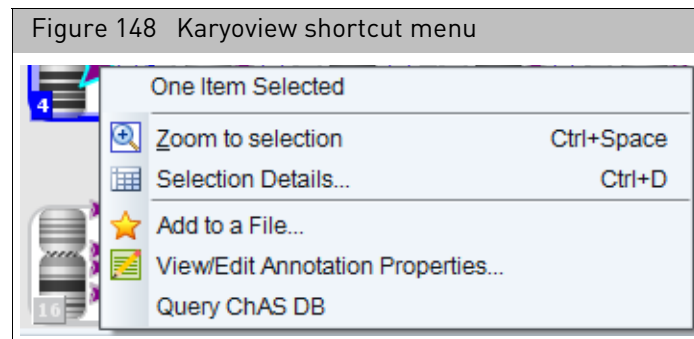 Figure 148 Karyoview shortcut menu
One Item Selected
4
Zoom to selection Ctrl+Space
Selection Details... Ctrl+D
Add to a File...
View/Edit Annotation Properties...
16
Query ChAS DB